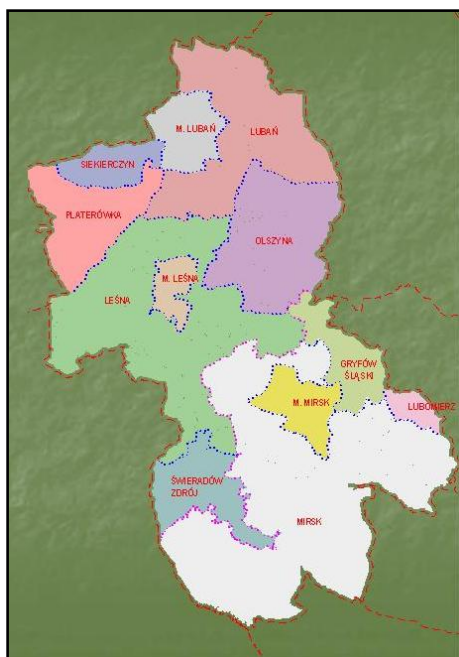 M. LUBAŃ
LUBAŃ
SIEKIERCZYN
PLATERÓWKA
OLSZYNA
M. LEŚNA
LEŚNA
GRYFÓW
ŚLĄSKI
M. MIRSK
LUBOMIERZ
ŚWIERADÓW
ZDRÓJ
MIRSK